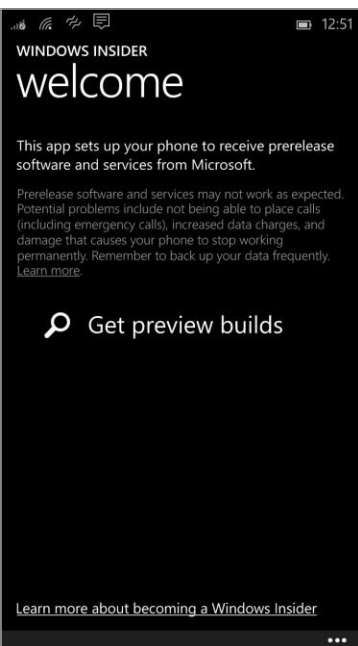 12:51
WINDOWS INSIDER
welcome
This app sets up your phone to receive prerelease
software and services from Microsoft.
Prerelease software and services may not work as expected.
Potential problems include not being able to place calls
(including emergency calls), increased data charges, and
damage that causes your phone to stop working
permanently. Remember to back up your data frequently.
Learn more.
Get preview builds
Learn more about becoming a Windows Insider